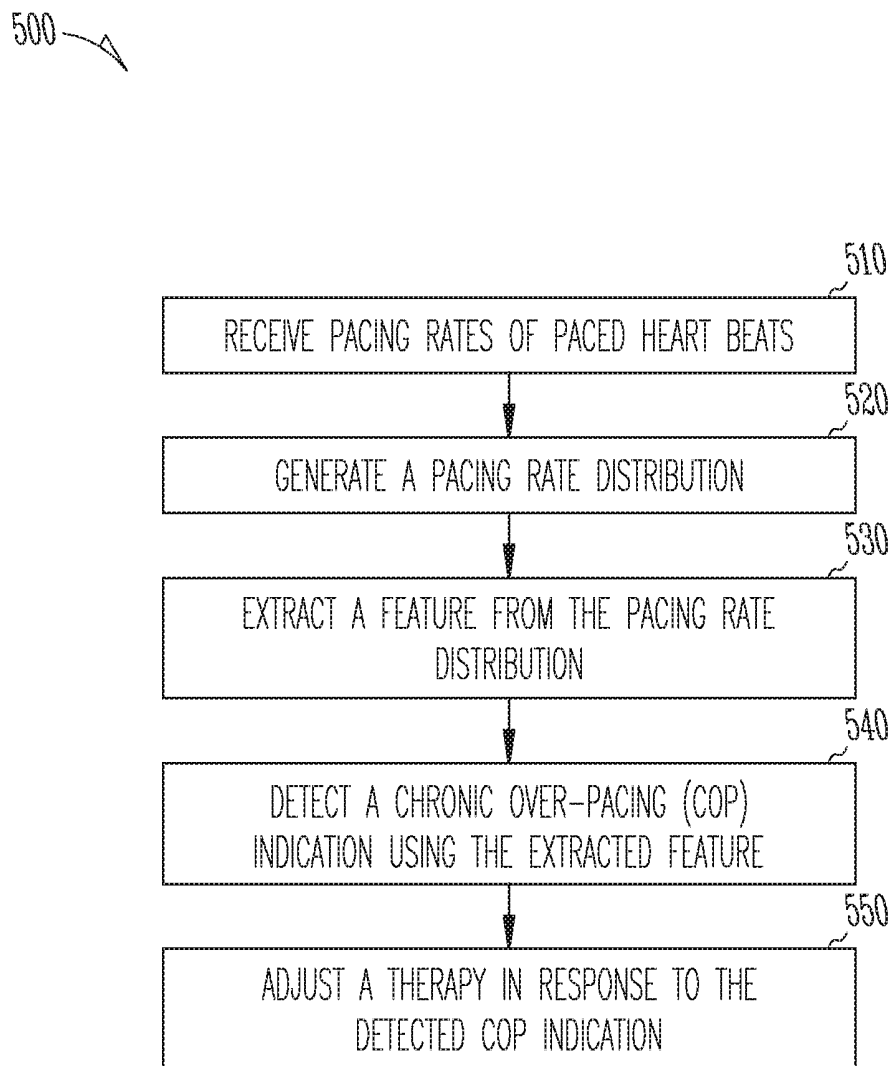 500
510
RECEIVE PACING RATES OF PACED HEART BEATS
520
GENERATE A PACING RATE DISTRIBUTION
530
EXTRACT A FEATURE FROM THE PACING RATE
DISTRIBUTION
540
DETECT A CHRONIC OVER-PACING (COP)
INDICATION USING THE EXTRACTED FEATURE
550
ADJUST A THERAPY IN RESPONSE TO THE
DETECTED COP INDICATION